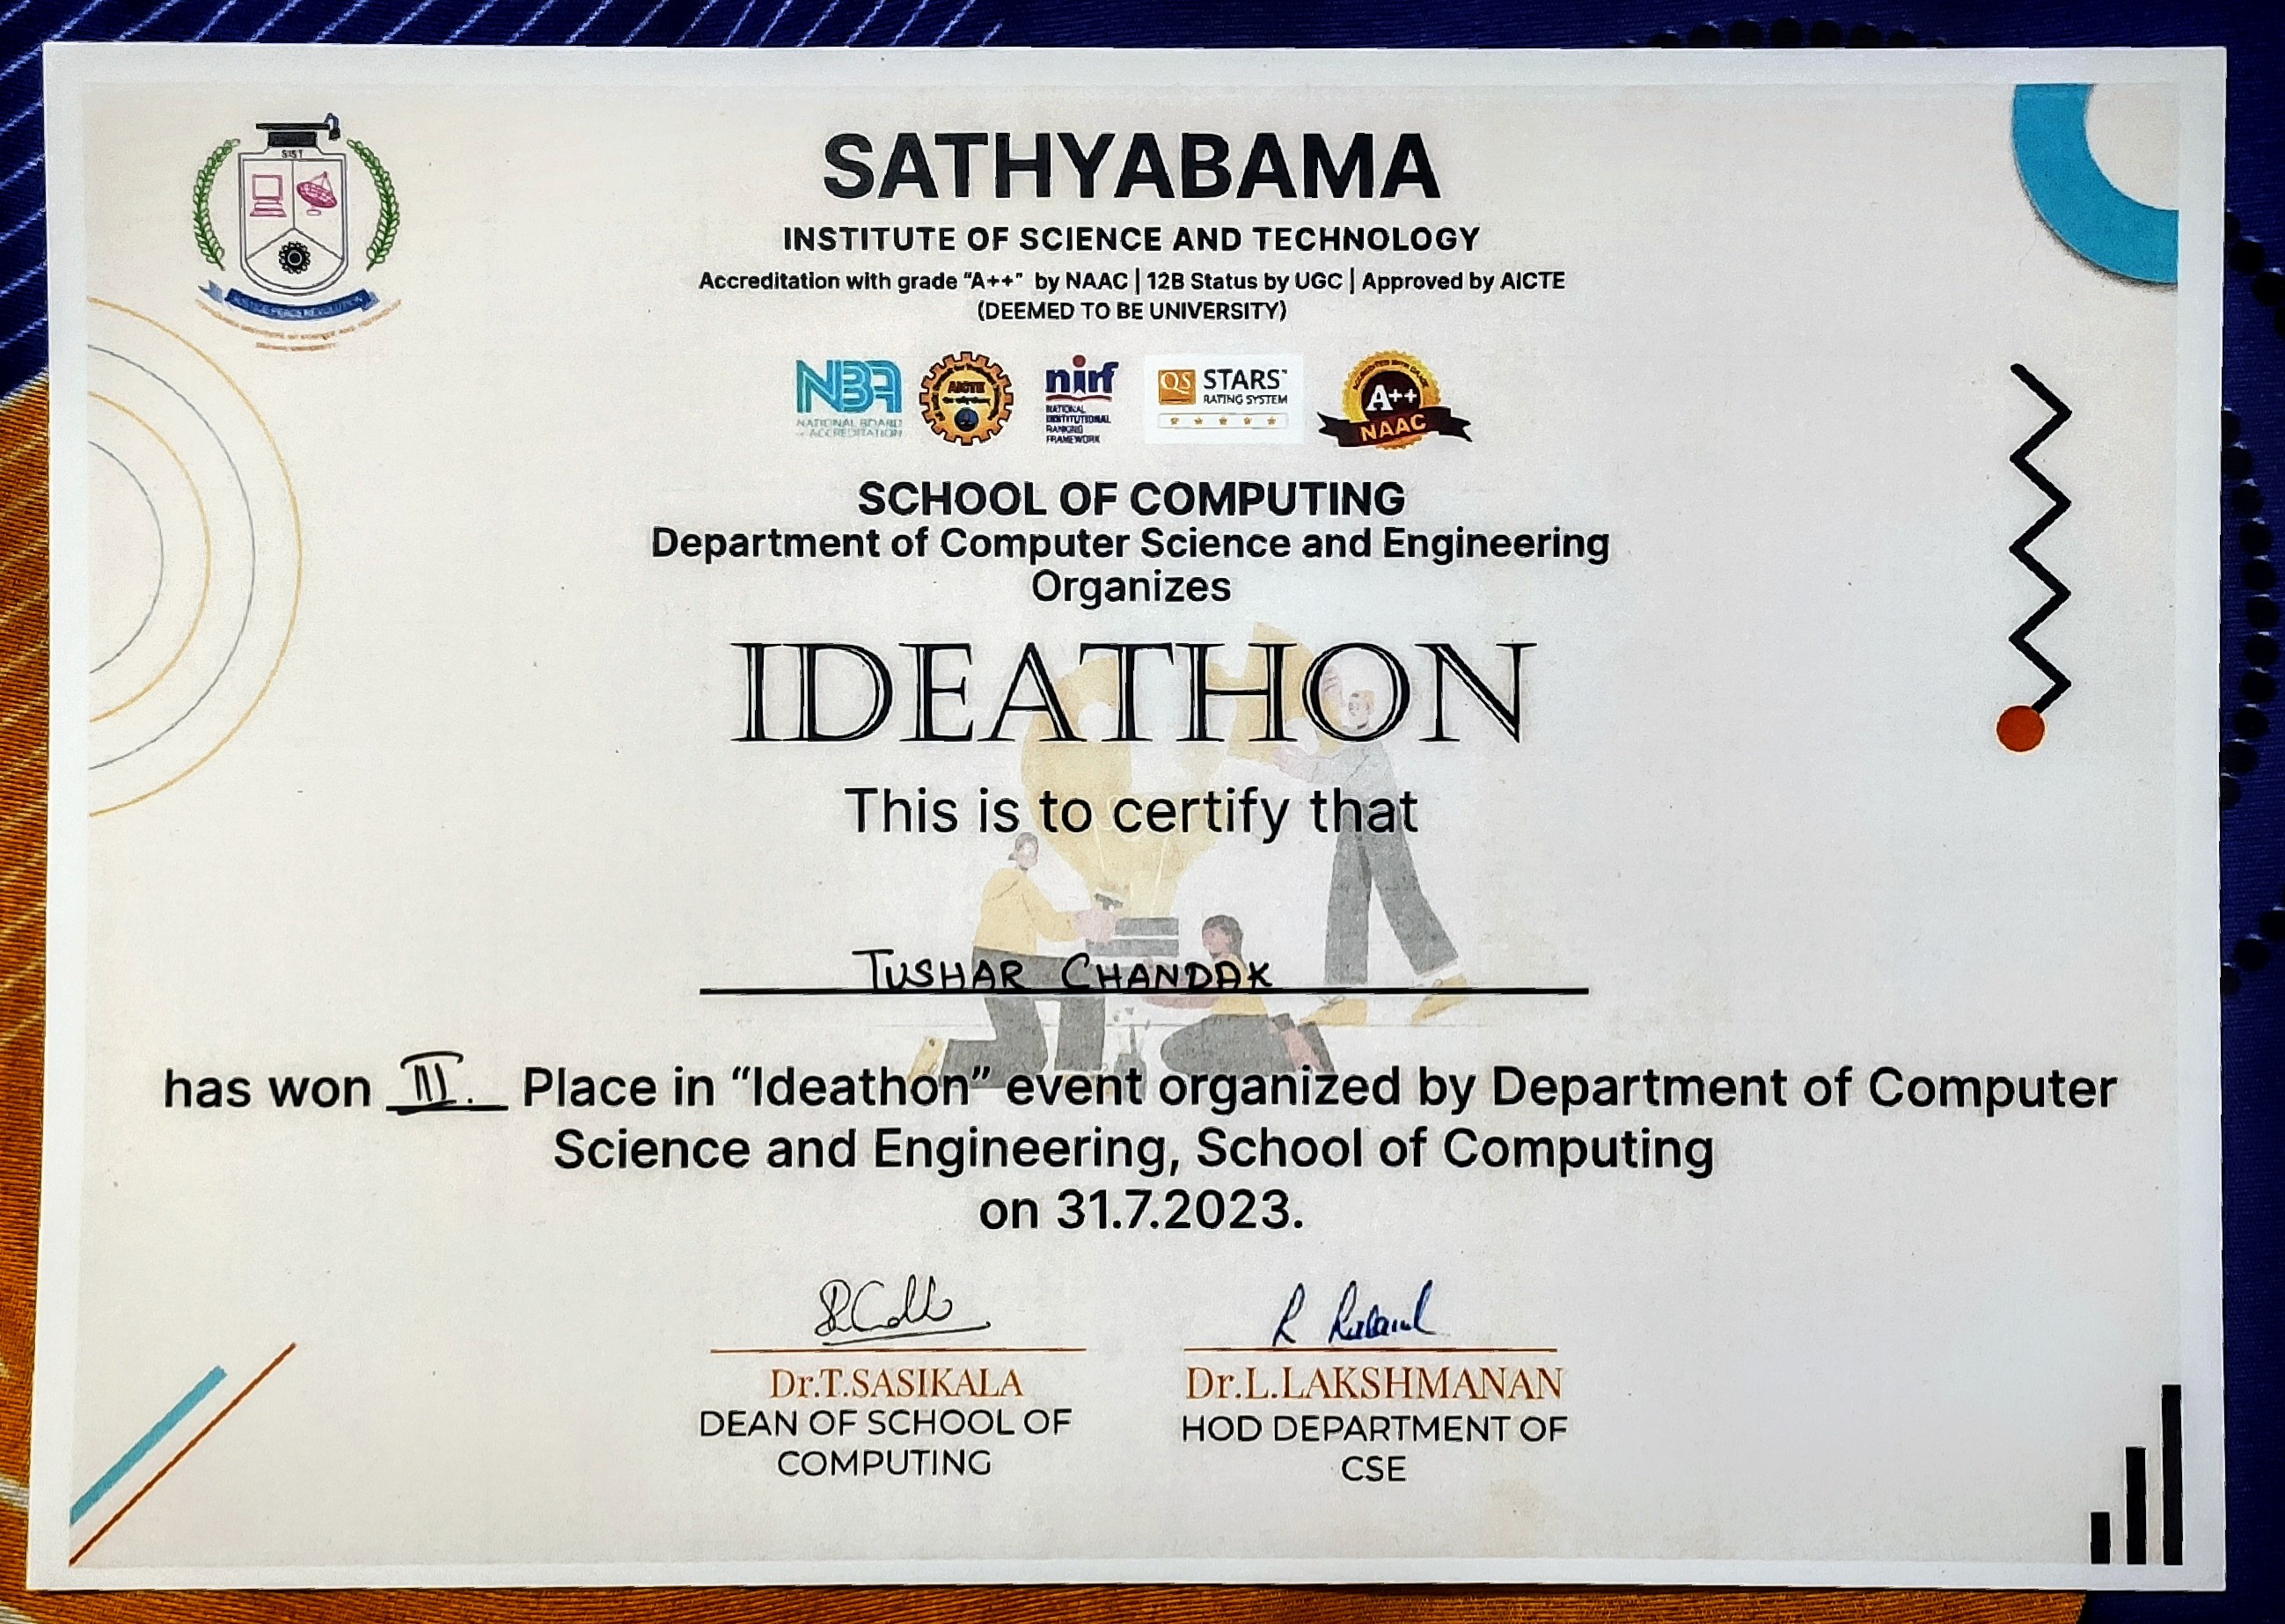 SIST
JUSTICE PEACE REVOLUTION
SATHYABAMA
INSTITUTE OF SCIENCE AND TECHNOLOGY
Accreditation with grade “A++” by NAAC | 12B Status by UGC | Approved by AICTE
(DEEMED TO BE UNIVERSITY)
NBA
NATIONAL BOARD
of ACCREDITATION
AICTE
nirf
NATIONAL
INSTITUTIONAL
RANKING
FRAMEWORK
QS STARS™
RATING SYSTEM
A++
NAAC
SCHOOL OF COMPUTING
Department of Computer Science and Engineering
Organizes
IDEATHON
This is to certify that
TUSHAR CHANDAK
has won III. Place in “Ideathon” event organized by Department of Computer
Science and Engineering, School of Computing
on 31.7.2023.
Dr.T.SASIKALA
DEAN OF SCHOOL OF
COMPUTING
Dr.L.LAKSHMANAN
HOD DEPARTMENT OF
CSE